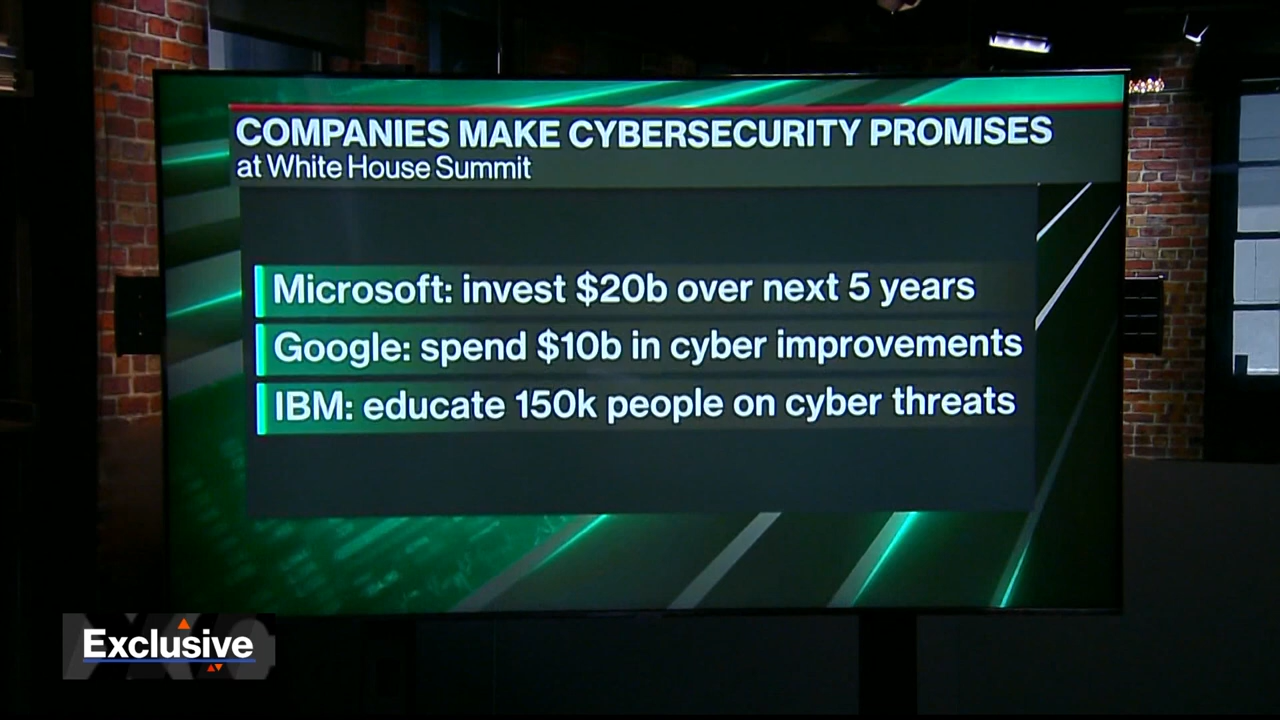 COMPANIES MAKE CYBERSECURITY PROMISES
at White House Summit
Microsoft: invest $20b over next 5 years
Google: spend $10b in cyber improvements
IBM: educate 150k people on cyber threats
Exclusive